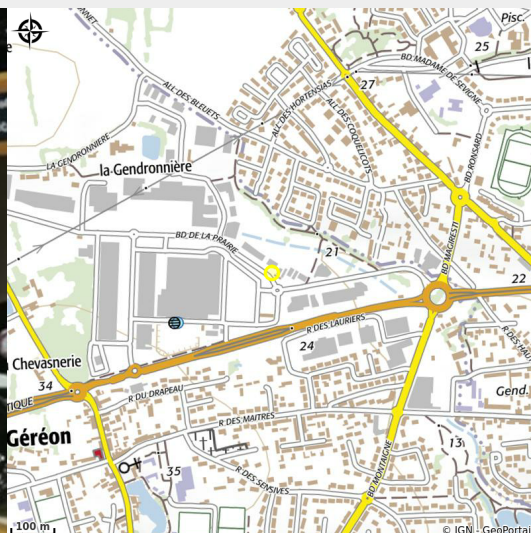 Pisc.
25
BD MADAME DE SEVIGNE
27
ALL DES BLEUETS
ALL DES HORTENSIAS
ALL DES COQUELICOTS
BD RONSARD
LA GENDRONNIERE
la Gendronnière
BD MAGIRESTI
BD DE LA PRAIRIE
21
22
R DES LAURIERS
24
Chevasnerie
34
R DU DRAPEAU
TIQUE
R DES MAITRES
Gend.
Géréon
13
35
R DES SENSIVES
BD MONTAIGNE
100 m
© IGN - GeoPortail